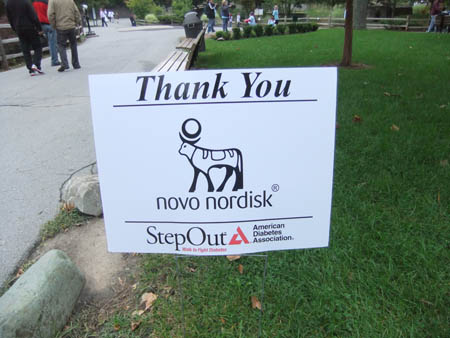 Thank You
novo nordisk®
StepOut American Diabetes Association.
Walk to Fight Diabetes